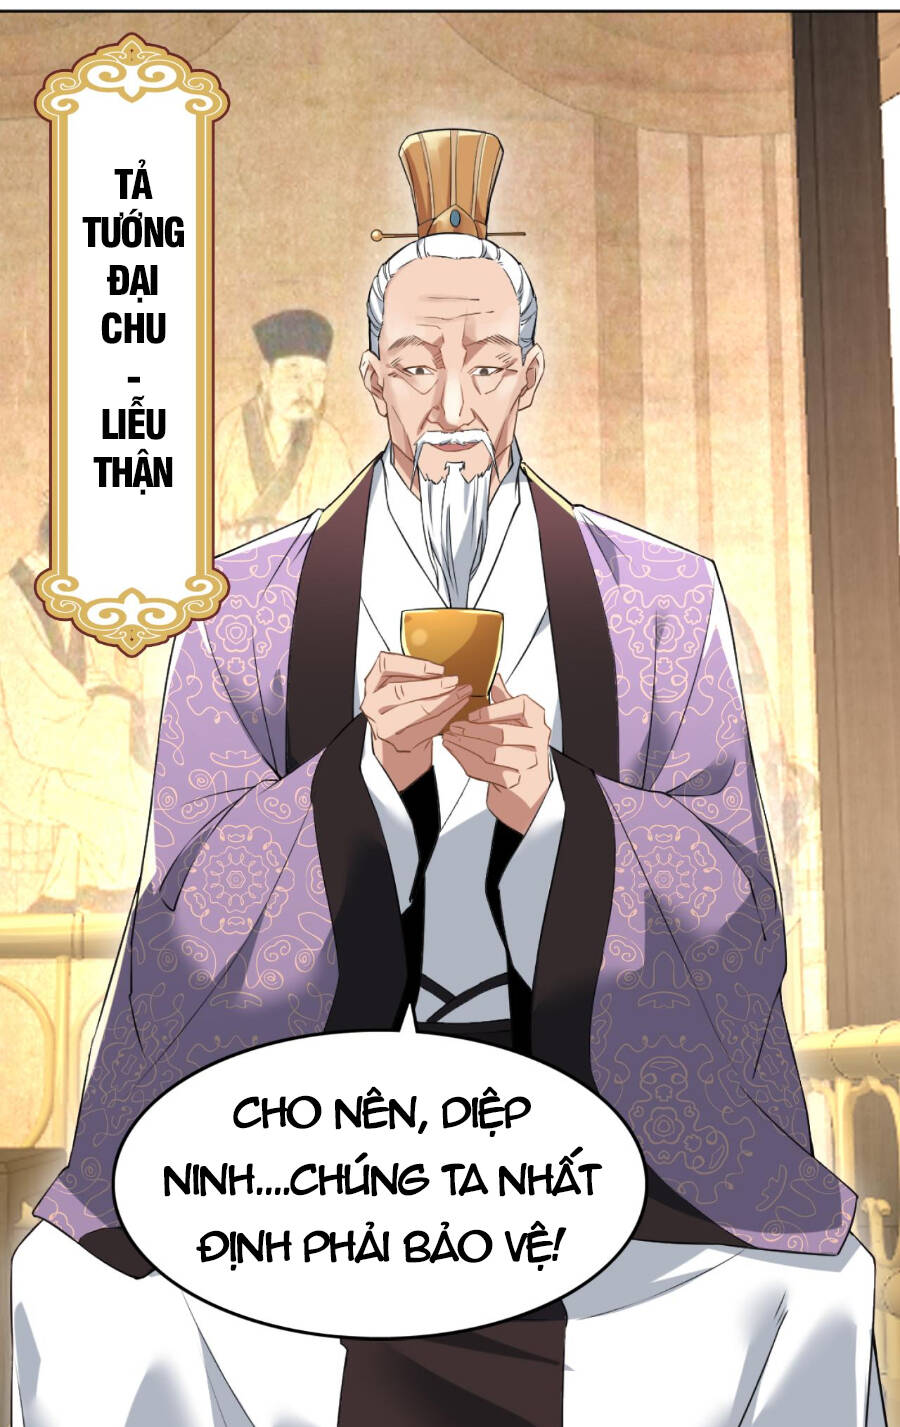 TẢ
TƯỚNG
ĐẠI
CHU
-
LIỄU
THẬN
CHO NÊN, DIỆP
NINH....CHÚNG TA NHẤT
ĐỊNH PHẢI BẢO VỆ!